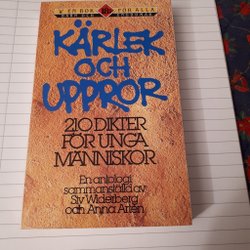 EN BOK FÖR ALLA
KÄRLEK
OCH
UPPROR
210 DIKTER
FÖR UNGA
MÄNNISKOR
En antologi
sammanställd av
Siv Widerberg
och Anna Artén